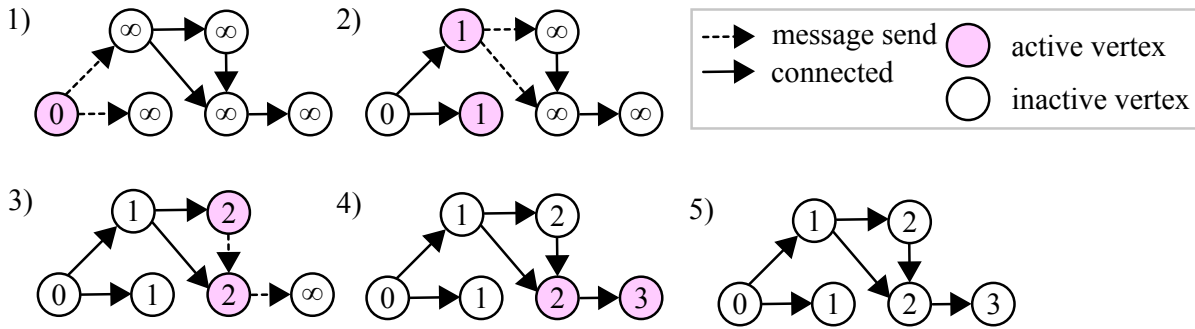 1)
∞ ∞
0 ∞ ∞ ∞
2)
1 ∞
0 1 ∞ ∞
message send
connected
active vertex
inactive vertex
3)
1 2
0 1 2 ∞
4)
1 2
0 1 2 3
5)
1 2
0 1 2 3